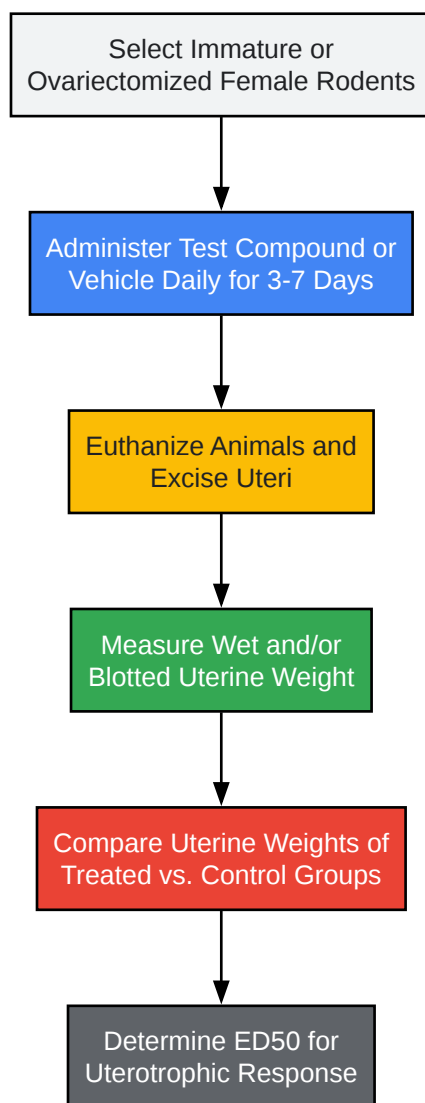 Select Immature or
Ovariectomized Female Rodents
Administer Test Compound or
Vehicle Daily for 3-7 Days
Euthanize Animals and
Excise Uteri
Measure Wet and/or
Blotted Uterine Weight
Compare Uterine Weights of
Treated vs. Control Groups
Determine ED50 for
Uterotrophic Response